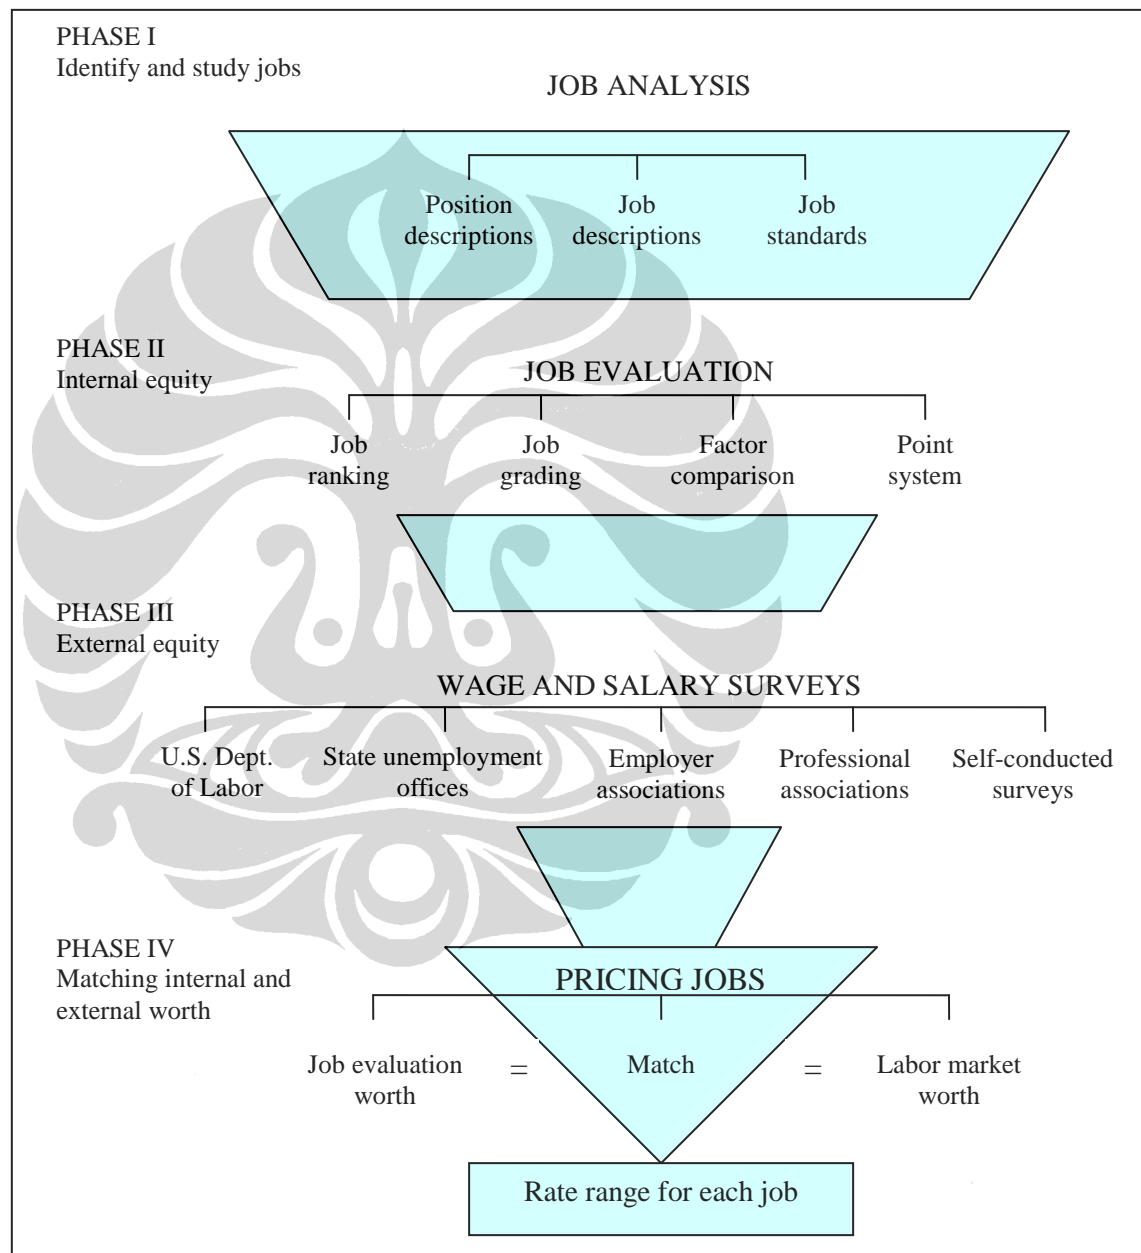 PHASE I
Identify and study jobs
JOB ANALYSIS
Position
descriptions
Job
descriptions
Job
standards
PHASE II
Internal equity
JOB EVALUATION
Job
ranking
Job
grading
Factor
comparison
Point
system
PHASE III
External equity
WAGE AND SALARY SURVEYS
U.S. Dept.
of Labor
State unemployment
offices
Employer
associations
Professional
associations
Self-conducted
surveys
PHASE IV
Matching internal and
external worth
PRICING JOBS
Job evaluation
worth
=
Match
=
Labor market
worth
Rate range for each job